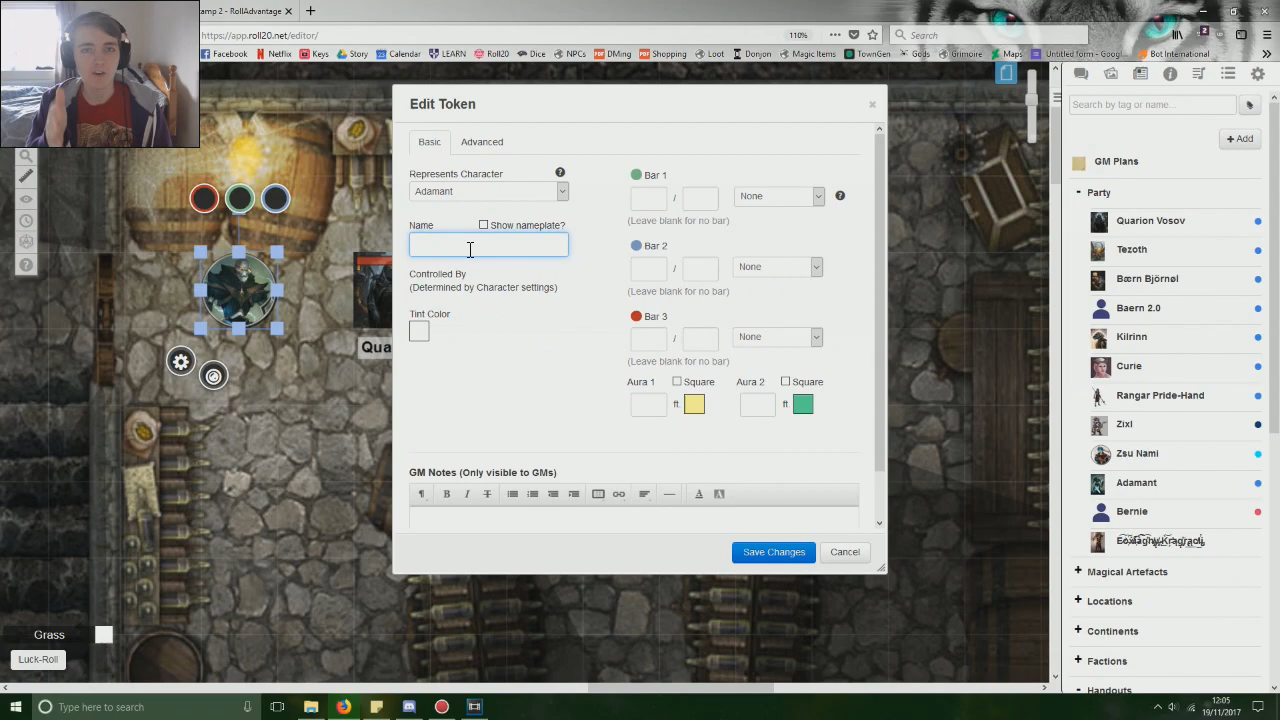 amp 2 - RollAdvantage
https://app.roll20.net/editor/
110%
Search
Facebook
Netflix
Keys
Story
Calendar
LEARN
Roll20
Dice
NPCs
DMing
Shopping
Loot
Donjon
Magic Items
TownGen
Gods
Grimoire
Maps
Untitled form - Goog
Bot International
Edit Token
Basic
Advanced
Represents Character
Adamant
Name
Show nameplate?
Controlled By
(Determined by Character settings)
Tint Color
Bar 1
/
None
(Leave blank for no bar)
Bar 2
/
None
(Leave blank for no bar)
Bar 3
/
None
(Leave blank for no bar)
Aura 1
Square
Aura 2
Square
ft.
ft.
GM Notes (Only visible to GMs)
Save Changes
Cancel
Qua
Grass
Luck-Roll
Search by tag or name...
+ Add
GM Plans
Party
Quarion Vosov
Tezoth
Bærn Björnøl
Baern 2.0
Kilrinn
Curie
Rangar Pride-Hand
Zixl
Zsu Nami
Adamant
Bernie
Magical Artefacts
Locations
Continents
Factions
Handouts
Type here to search
12:05
19/11/2017